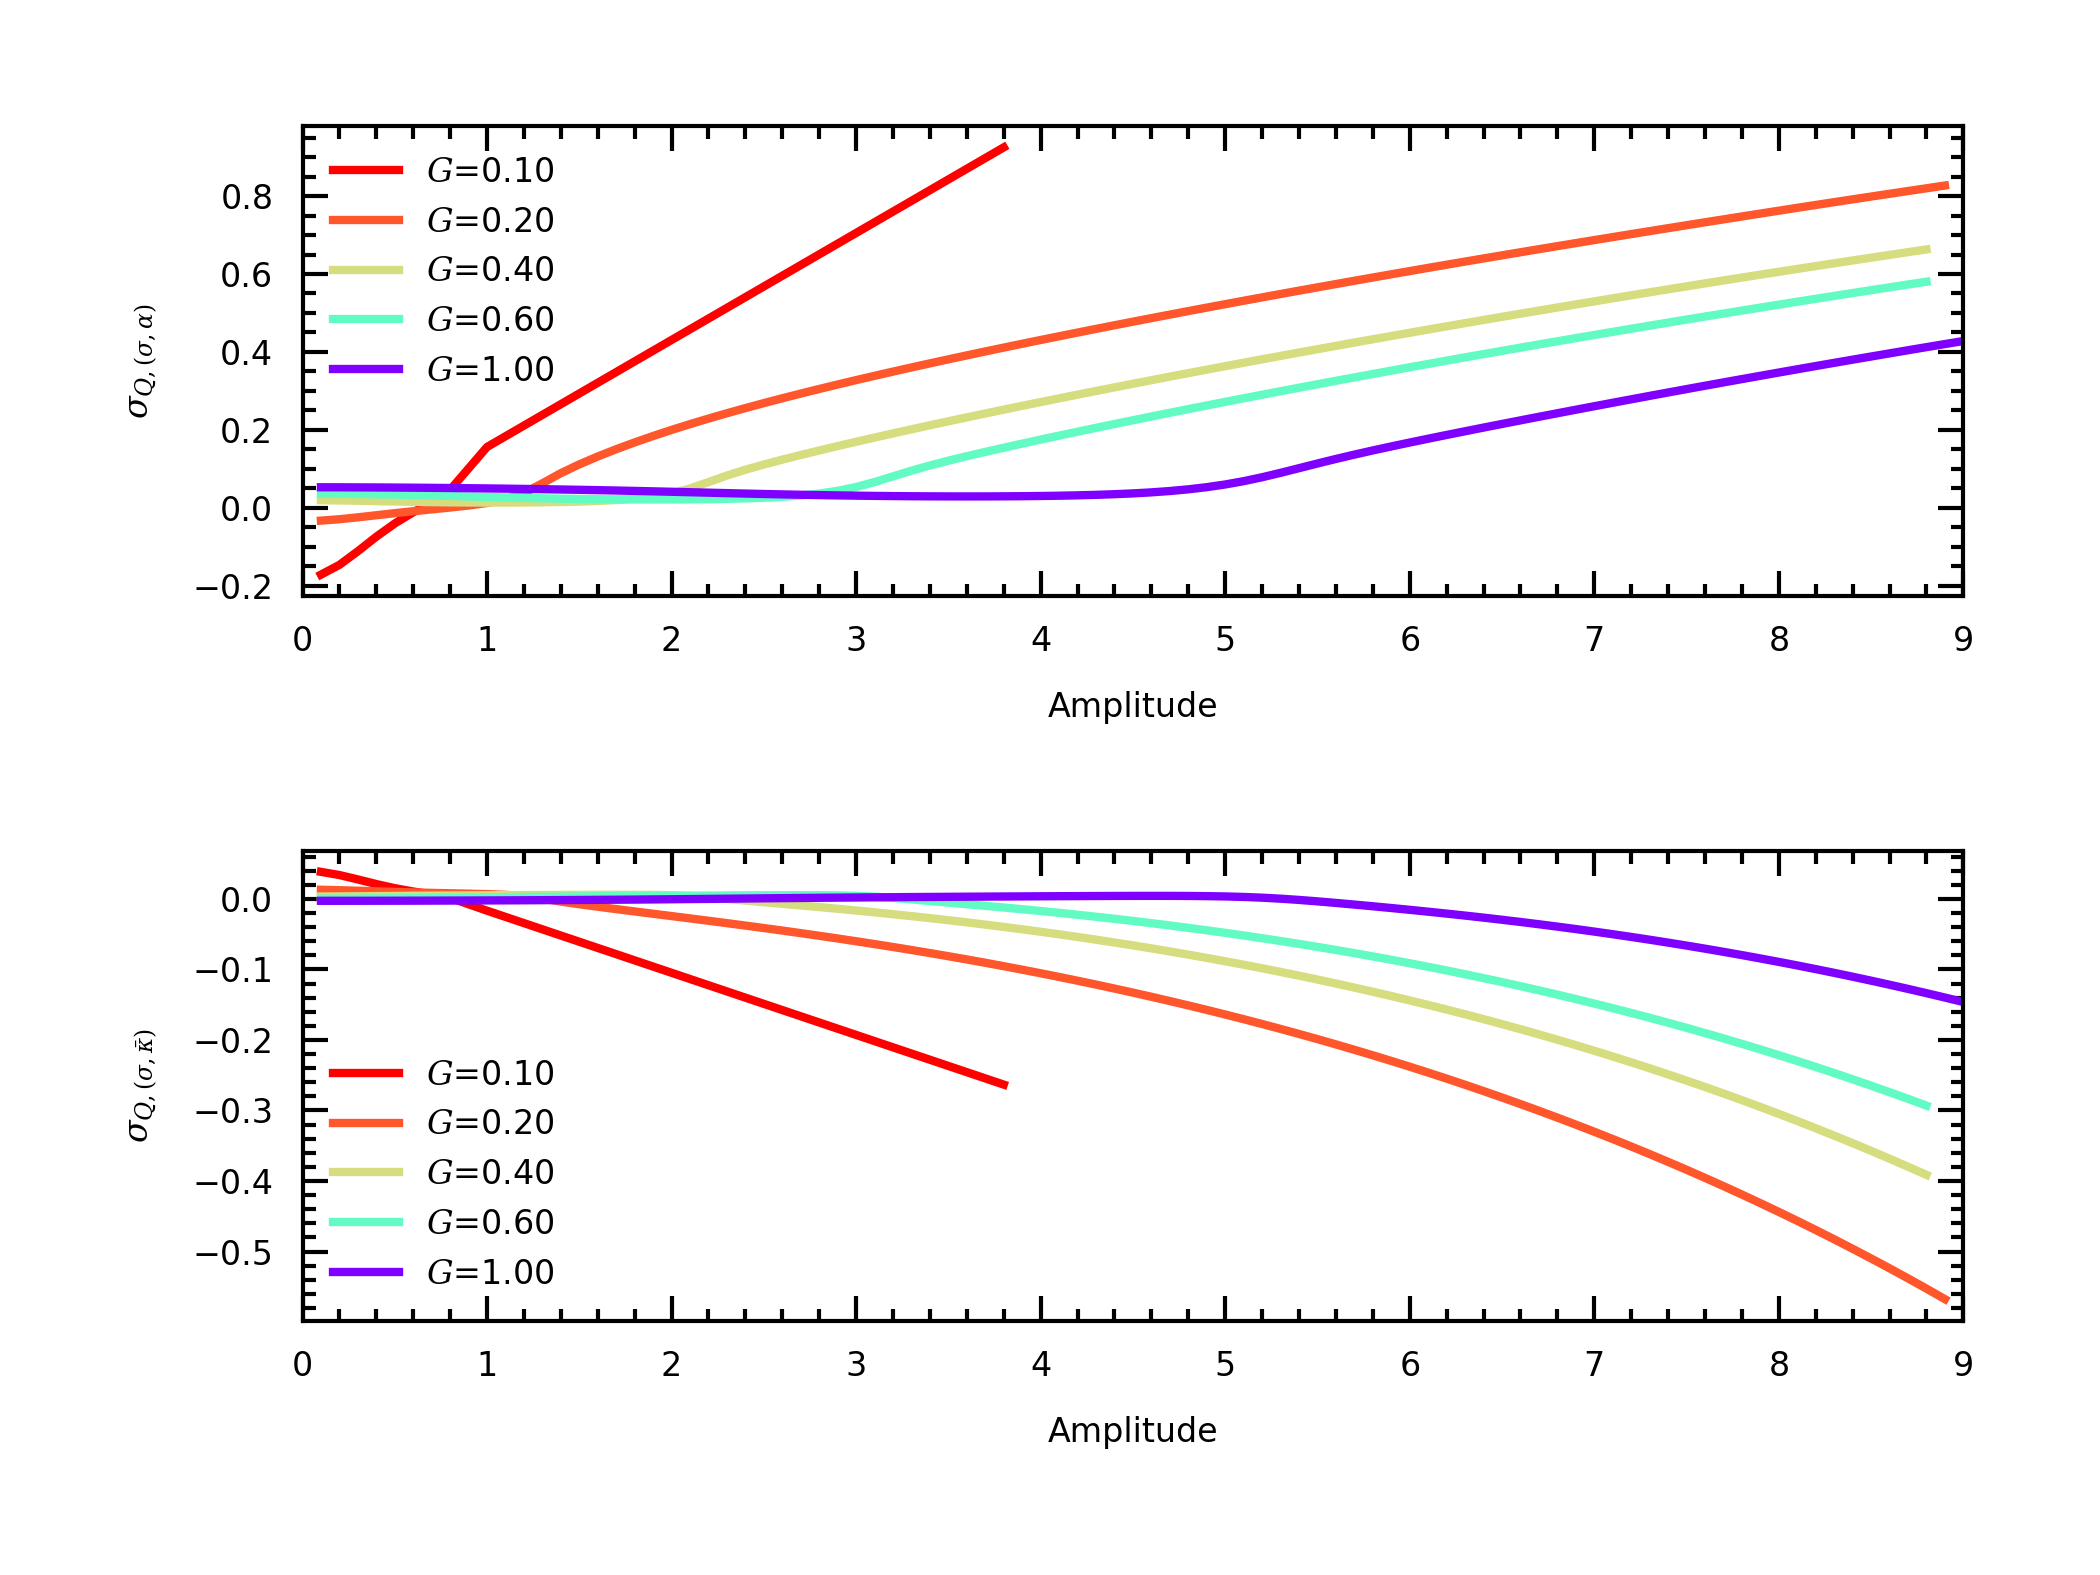 0.8
0.6
0.4
0.2
0.0
−0.2
σQ, (σ, α)
G=0.10
G=0.20
G=0.40
G=0.60
G=1.00
0 1 2 3 4 5 6 7 8 9
Amplitude
0.0
−0.1
−0.2
−0.3
−0.4
−0.5
σQ, (σ, κ̄)
G=0.10
G=0.20
G=0.40
G=0.60
G=1.00
0 1 2 3 4 5 6 7 8 9
Amplitude